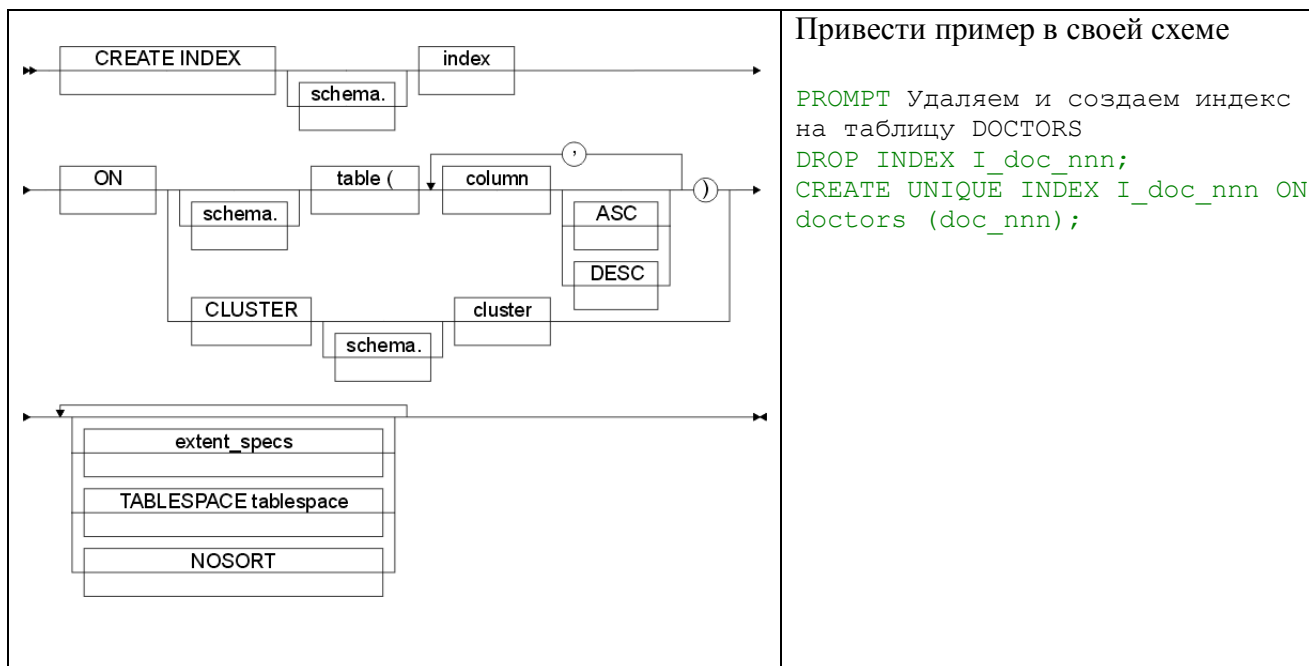 CREATE INDEX
schema.
index
ON
schema.
table (
,
column
ASC
DESC
)
CLUSTER
schema.
cluster
extent_specs
TABLESPACE tablespace
NOSORT
Привести пример в своей схеме
PROMPT Удаляем и создаем индекс
на таблицу DOCTORS
DROP INDEX I_doc_nnn;
CREATE UNIQUE INDEX I_doc_nnn ON
doctors (doc_nnn);